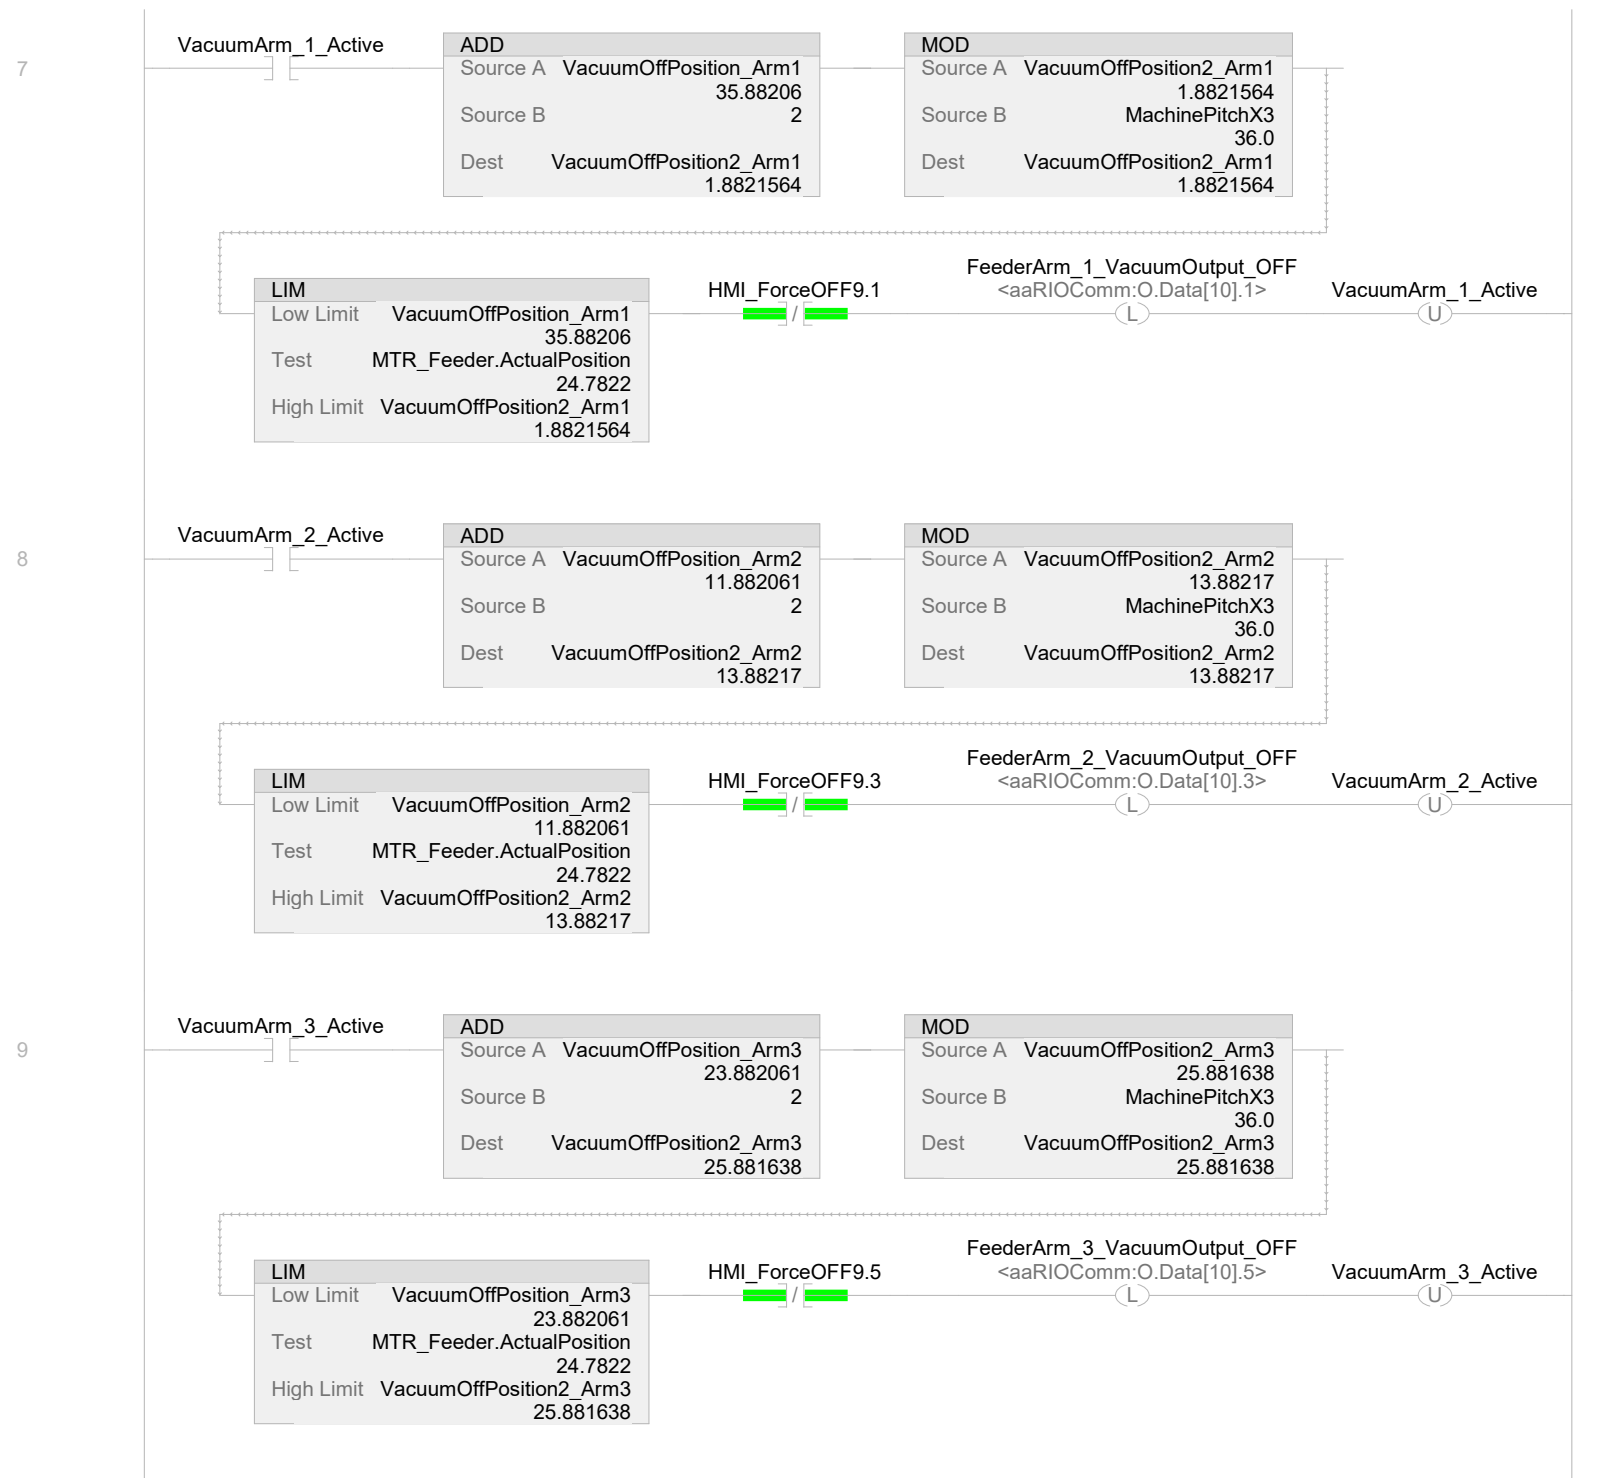 7
VacuumArm_1_Active
ADD
Source A VacuumOffPosition_Arm1
35.88206
Source B 2
Dest VacuumOffPosition2_Arm1
1.8821564
MOD
Source A VacuumOffPosition2_Arm1
1.8821564
Source B MachinePitchX3
36.0
Dest VacuumOffPosition2_Arm1
1.8821564
LIM
Low Limit VacuumOffPosition_Arm1
35.88206
Test MTR_Feeder.ActualPosition
24.7822
High Limit VacuumOffPosition2_Arm1
1.8821564
HMI_ForceOFF9.1
/
FeederArm_1_VacuumOutput_OFF
<aaRIOComm:O.Data[10].1>
L
VacuumArm_1_Active
U
8
VacuumArm_2_Active
ADD
Source A VacuumOffPosition_Arm2
11.882061
Source B 2
Dest VacuumOffPosition2_Arm2
13.88217
MOD
Source A VacuumOffPosition2_Arm2
13.88217
Source B MachinePitchX3
36.0
Dest VacuumOffPosition2_Arm2
13.88217
LIM
Low Limit VacuumOffPosition_Arm2
11.882061
Test MTR_Feeder.ActualPosition
24.7822
High Limit VacuumOffPosition2_Arm2
13.88217
HMI_ForceOFF9.3
/
FeederArm_2_VacuumOutput_OFF
<aaRIOComm:O.Data[10].3>
L
VacuumArm_2_Active
U
9
VacuumArm_3_Active
ADD
Source A VacuumOffPosition_Arm3
23.882061
Source B 2
Dest VacuumOffPosition2_Arm3
25.881638
MOD
Source A VacuumOffPosition2_Arm3
25.881638
Source B MachinePitchX3
36.0
Dest VacuumOffPosition2_Arm3
25.881638
LIM
Low Limit VacuumOffPosition_Arm3
23.882061
Test MTR_Feeder.ActualPosition
24.7822
High Limit VacuumOffPosition2_Arm3
25.881638
HMI_ForceOFF9.5
/
FeederArm_3_VacuumOutput_OFF
<aaRIOComm:O.Data[10].5>
L
VacuumArm_3_Active
U